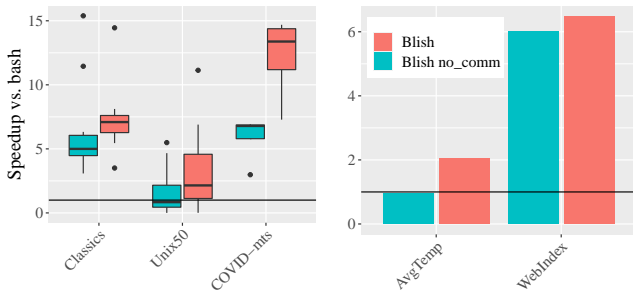 Speedup vs. bash
15
10
5
0
Classics
Unix50
COVID−mts
6
4
2
0
Blish
Blish no_comm
AvgTemp
WebIndex